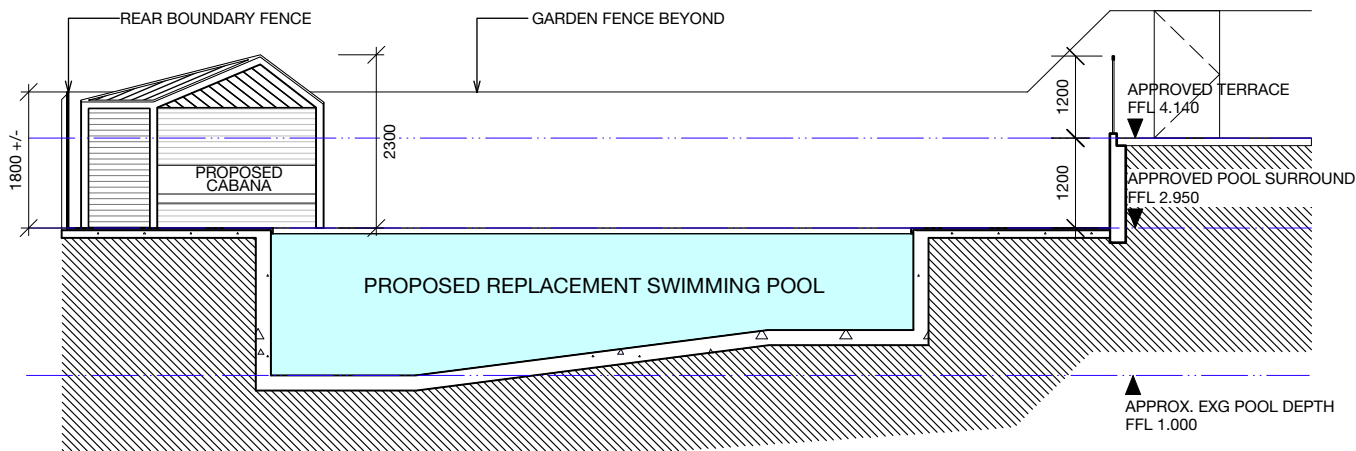 REAR BOUNDARY FENCE
GARDEN FENCE BEYOND
1800 +/-
2300
1200
1200
APPROVED TERRACE
FFL 4.140
PROPOSED
CABANA
APPROVED POOL SURROUND
FFL 2.950
PROPOSED REPLACEMENT SWIMMING POOL
APPROX. EXG POOL DEPTH
FFL 1.000